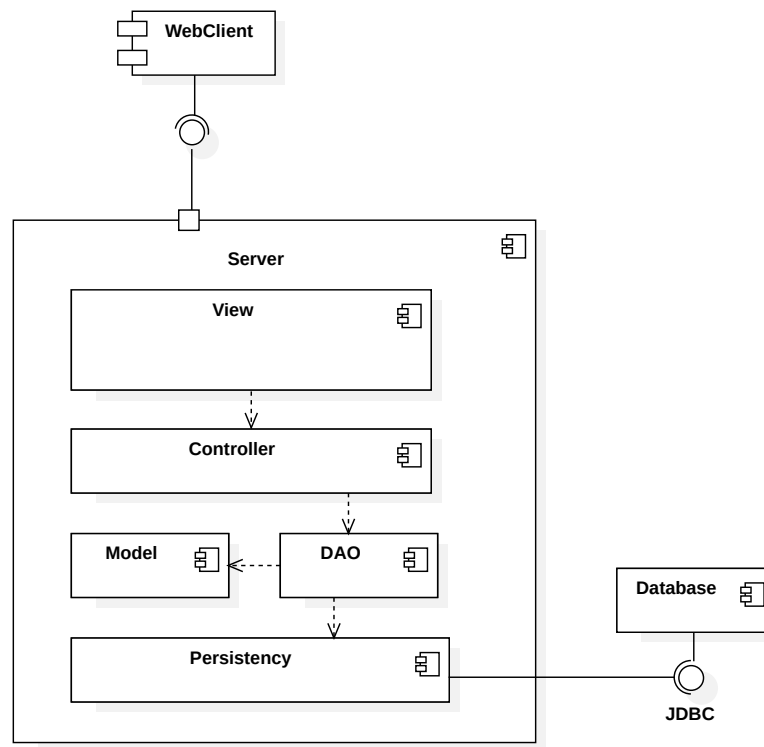 WebClient
Server
View
Controller
Model
DAO
Database
Persistency
JDBC